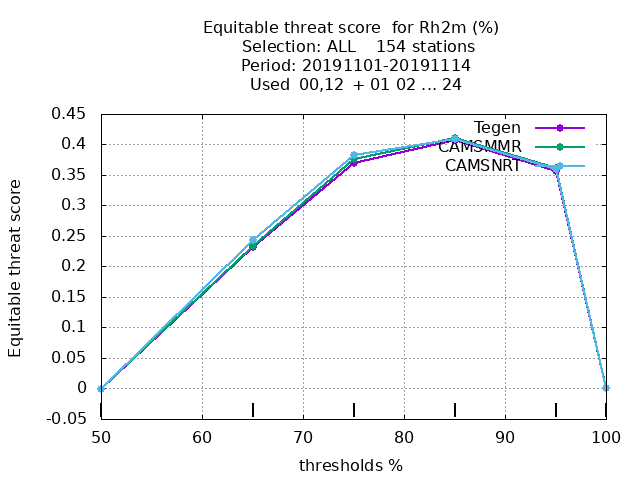 Equitable threat score  for Rh2m (%)
Selection: ALL    154 stations
Period: 20191101-20191114
Used  00,12  + 01 02 ... 24
Equitable threat score
0.45
0.4
0.35
0.3
0.25
0.2
0.15
0.1
0.05
0
-0.05
Tegen
CAMSMMR
CAMSNRT
50 60 70 80 90 100
thresholds %